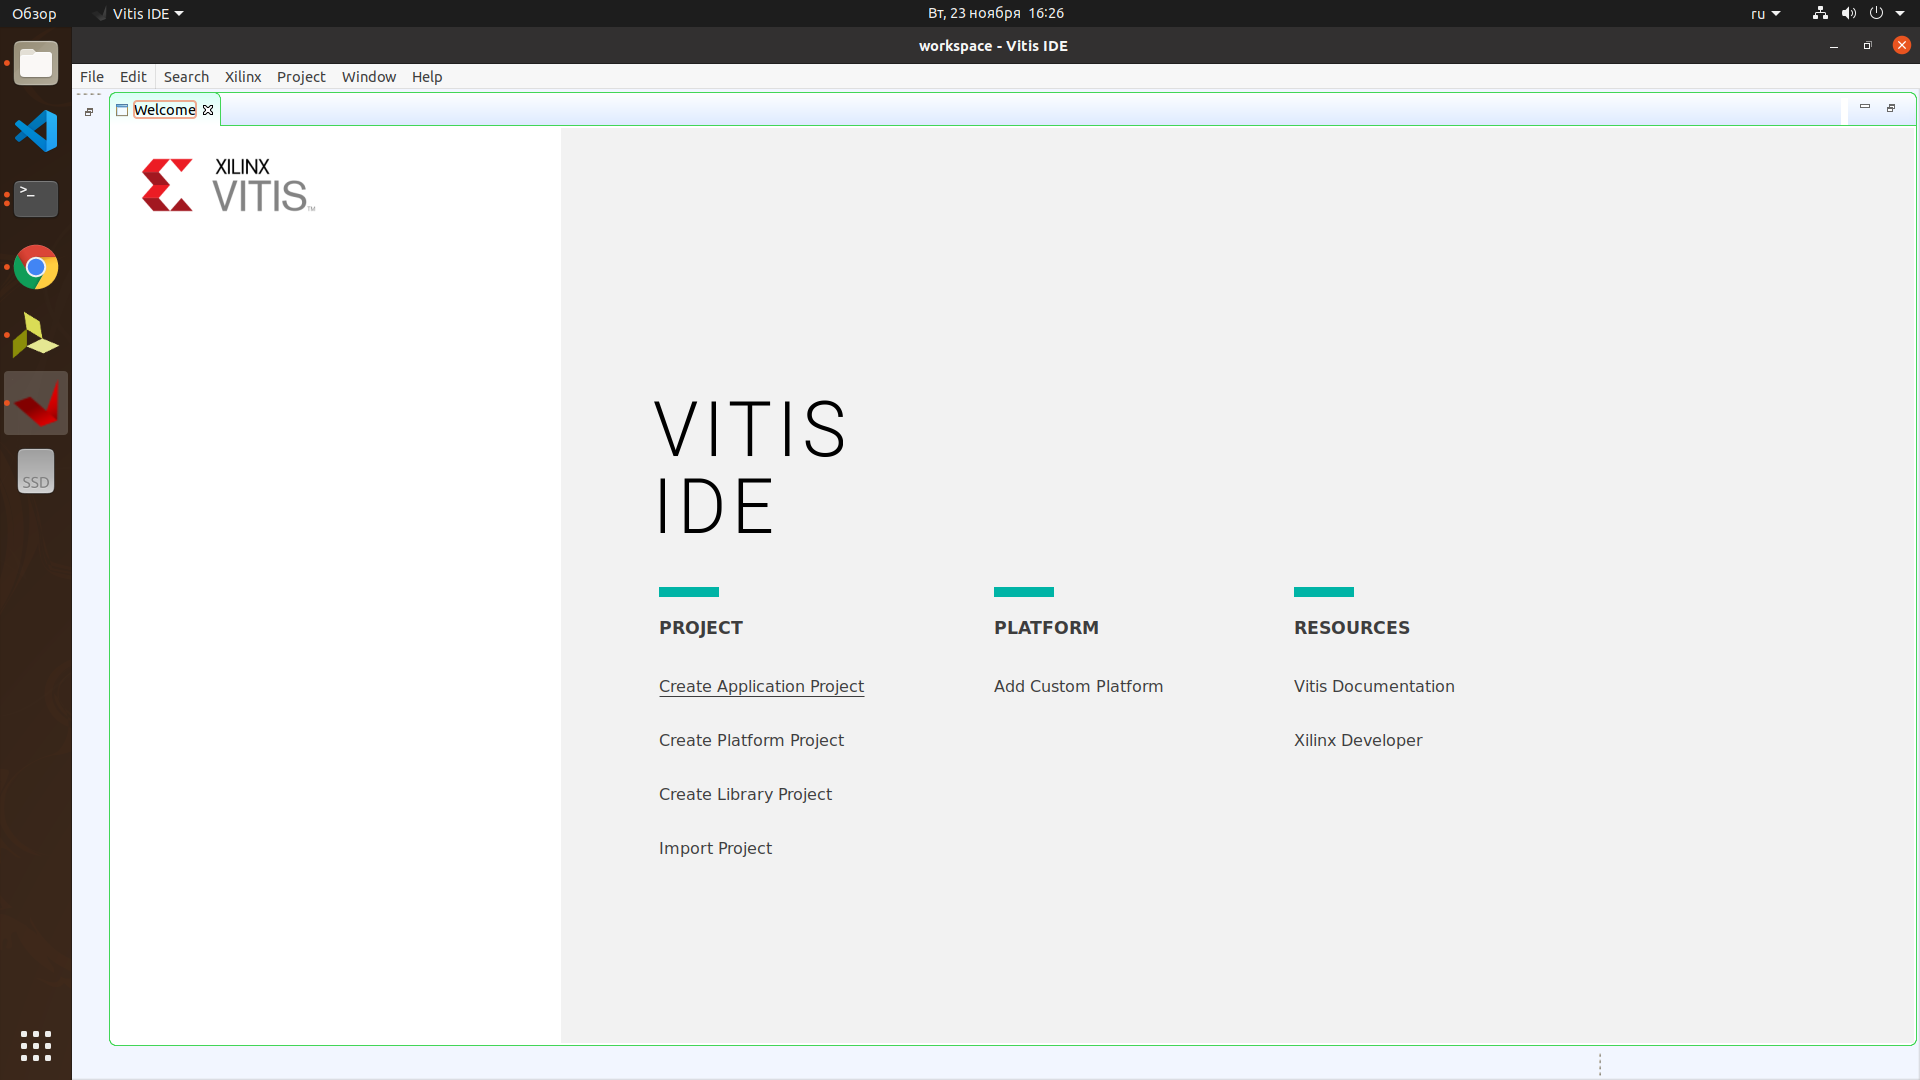 Обзор
Vitis IDE
Вт, 23 ноября 16:26
ru
workspace - Vitis IDE
File Edit Search Xilinx Project Window Help
Welcome
XILINX
VITIS™
VITIS
IDE
PROJECT
Create Application Project
Create Platform Project
Create Library Project
Import Project
PLATFORM
Add Custom Platform
RESOURCES
Vitis Documentation
Xilinx Developer
>_
SSD